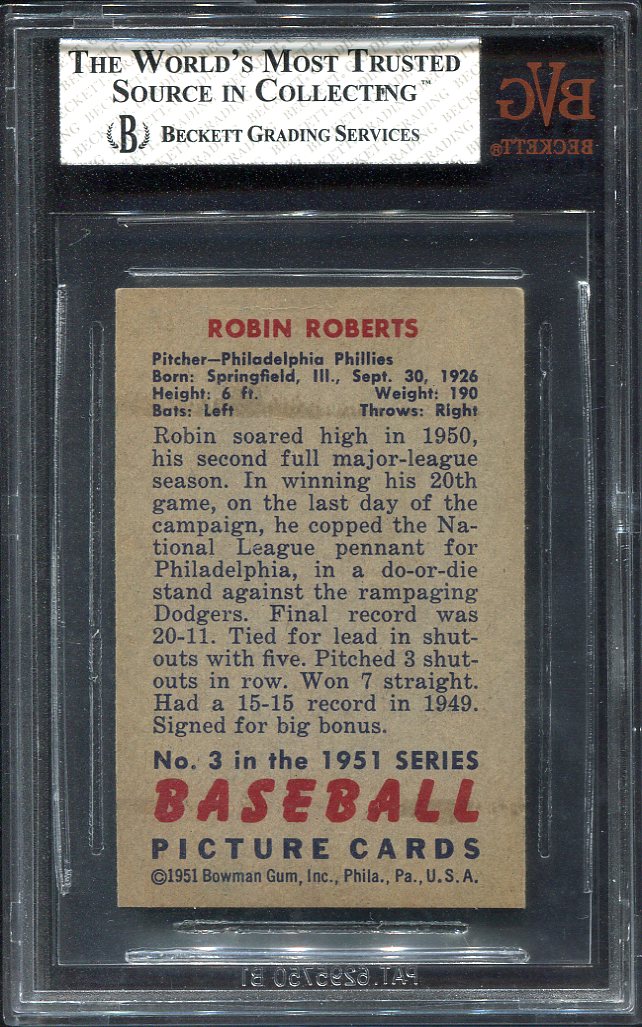 THE WORLD'S MOST TRUSTED
SOURCE IN COLLECTING™
B BECKETT GRADING SERVICES
BVG
BECKETT®
ROBIN ROBERTS
Pitcher—Philadelphia Phillies
Born: Springfield, Ill., Sept. 30, 1926
Height: 6 ft. Weight: 190
Bats: Left Throws: Right
Robin soared high in 1950,
his second full major-league
season. In winning his 20th
game, on the last day of the
campaign, he copped the Na-
tional League pennant for
Philadelphia, in a do-or-die
stand against the rampaging
Dodgers. Final record was
20-11. Tied for lead in shut-
outs with five. Pitched 3 shut-
outs in row. Won 7 straight.
Had a 15-15 record in 1949.
Signed for big bonus.
No. 3 in the 1951 SERIES
BASEBALL
PICTURE CARDS
©1951 Bowman Gum, Inc., Phila., Pa., U.S.A.
PAT. 6295750 B1